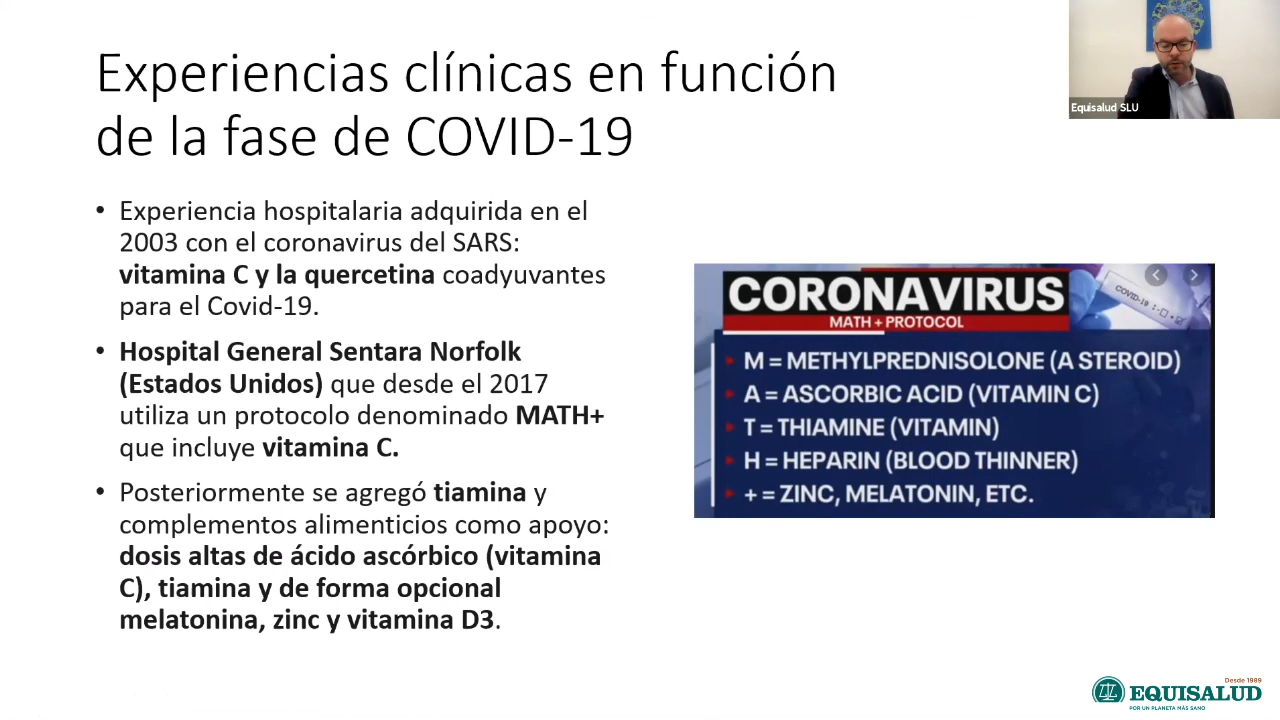 Experiencias clínicas en función
de la fase de COVID-19
Equisalud SLU
• Experiencia hospitalaria adquirida en el
2003 con el coronavirus del SARS:
vitamina C y la quercetina coadyuvantes
para el Covid-19.
• Hospital General Sentara Norfolk
(Estados Unidos) que desde el 2017
utiliza un protocolo denominado MATH+
que incluye vitamina C.
• Posteriormente se agregó tiamina y
complementos alimenticios como apoyo:
dosis altas de ácido ascórbico (vitamina
C), tiamina y de forma opcional
melatonina, zinc y vitamina D3.
CORONAVIRUS
MATH + PROTOCOL
COVID-19
M = METHYLPREDNISOLONE (A STEROID)
A = ASCORBIC ACID (VITAMIN C)
T = THIAMINE (VITAMIN)
H = HEPARIN (BLOOD THINNER)
+ = ZINC, MELATONIN, ETC.
Desde 1989
EQUISALUD
POR UN PLANETA MÁS SANO